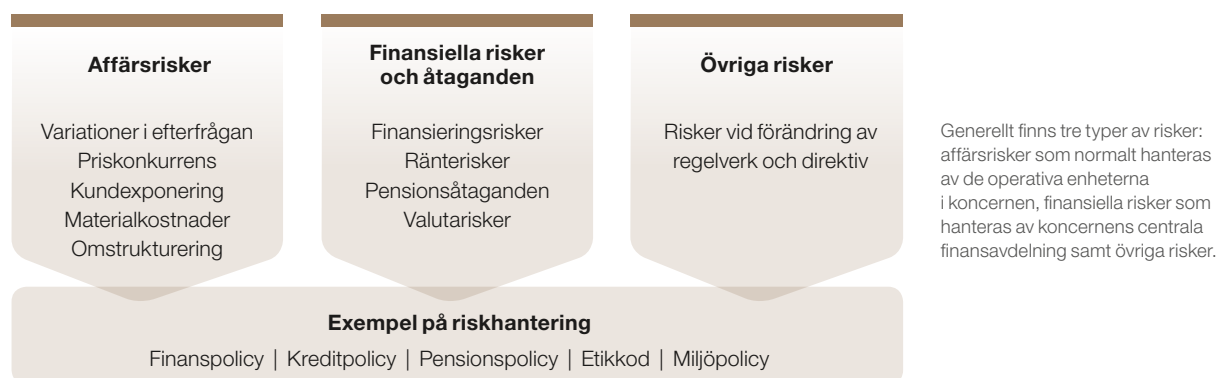 Affärsrisker
Variationer i efterfrågan
Priskonkurrens
Kundexponering
Materialkostnader
Omstrukturering
Finansiella risker
och åtaganden
Finansieringsrisker
Ränterisker
Pensionsåtaganden
Valutarisker
Övriga risker
Risker vid förändring av
regelverk och direktiv
Generellt finns tre typer av risker:
affärsrisker som normalt hanteras
av de operativa enheterna
i koncernen, finansiella risker som
hanteras av koncernens centrala
finansavdelning samt övriga risker.
Exempel på riskhantering
Finanspolicy | Kreditpolicy | Pensionspolicy | Etikkod | Miljöpolicy